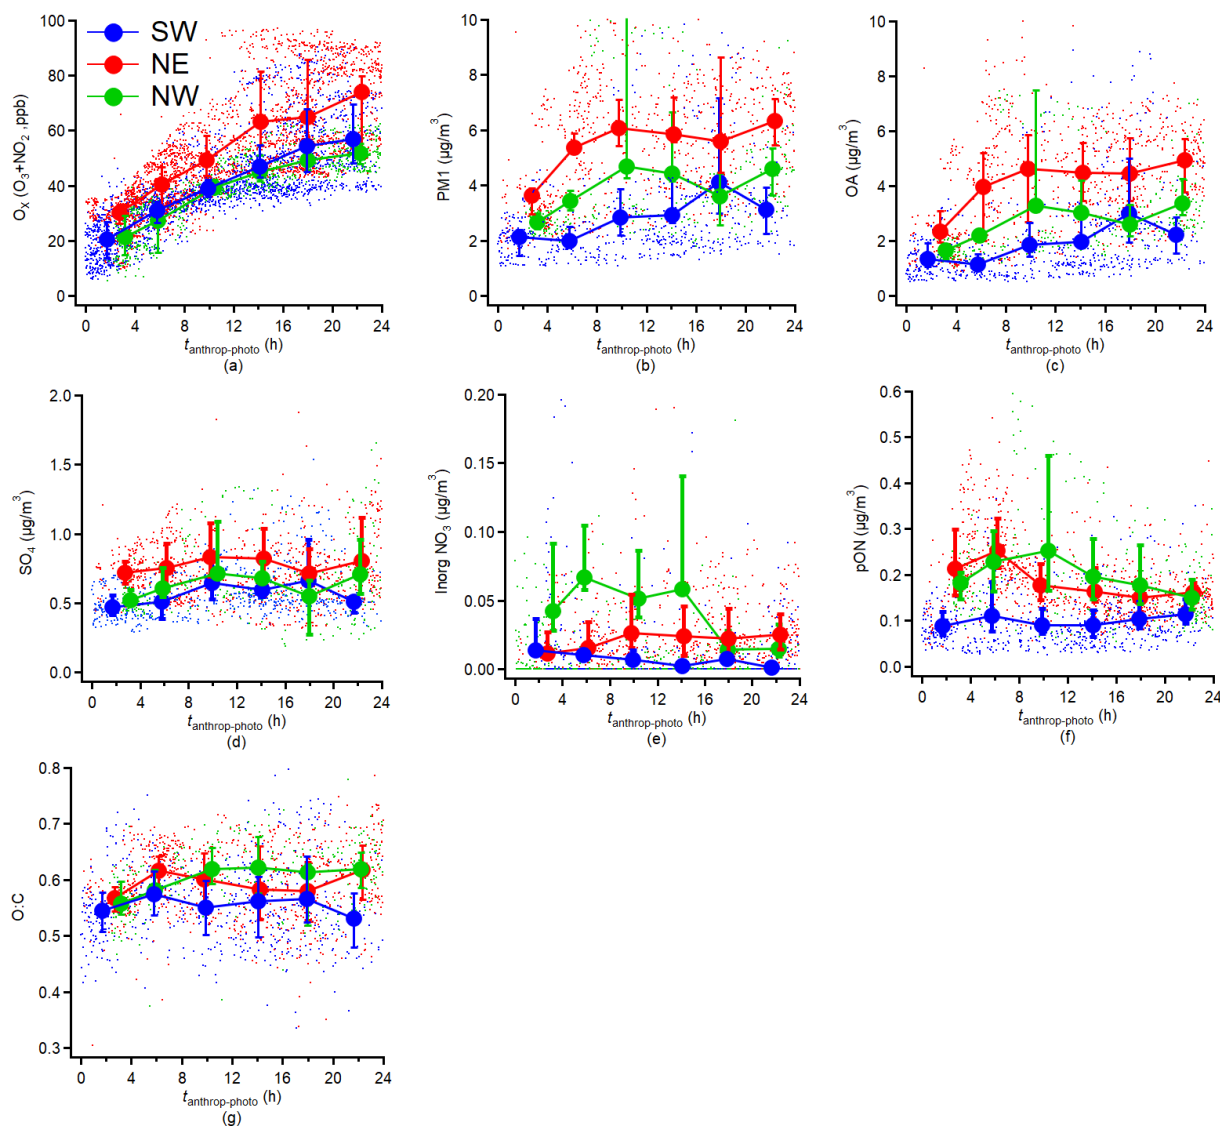 SW
NE
NW
100
80
60
40
20
0
Oₓ (O₃+NO₂ ,ppb)
0 4 8 12 16 20 24
t anthrop-photo (h)
(a)
10
8
6
4
2
0
PM1 (µg/m³)
0 4 8 12 16 20 24
t anthrop-photo (h)
(b)
10
8
6
4
2
0
OA (µg/m³)
0 4 8 12 16 20 24
t anthrop-photo (h)
(c)
2.0
1.5
1.0
0.5
0.0
SO₄ (µg/m³)
0 4 8 12 16 20 24
t anthrop-photo (h)
(d)
0.20
0.15
0.10
0.05
0.00
Inorg NO₃ (µg/m³)
0 4 8 12 16 20 24
t anthrop-photo (h)
(e)
0.6
0.5
0.4
0.3
0.2
0.1
0.0
pON (µg/m³)
0 4 8 12 16 20 24
t anthrop-photo (h)
(f)
0.8
0.7
0.6
0.5
0.4
0.3
O:C
0 4 8 12 16 20 24
t anthrop-photo (h)
(g)